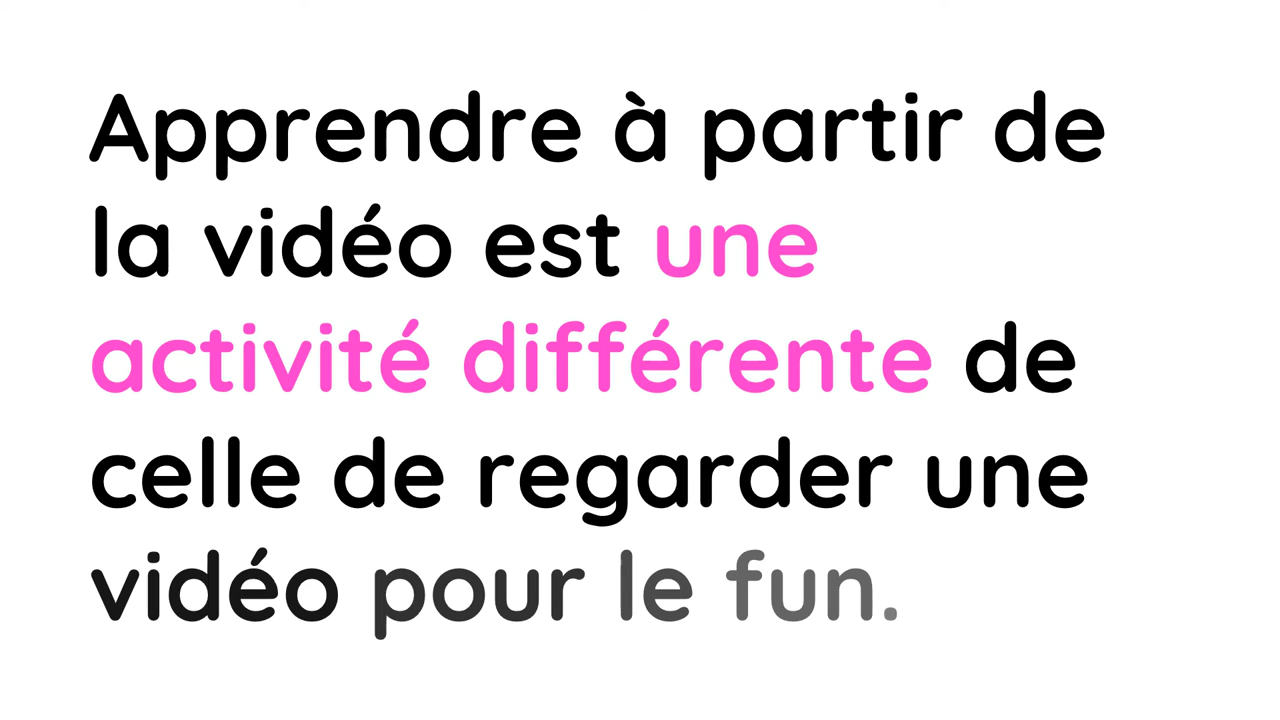 Apprendre à partir de
la vidéo est une
activité différente de
celle de regarder une
vidéo pour le fun.